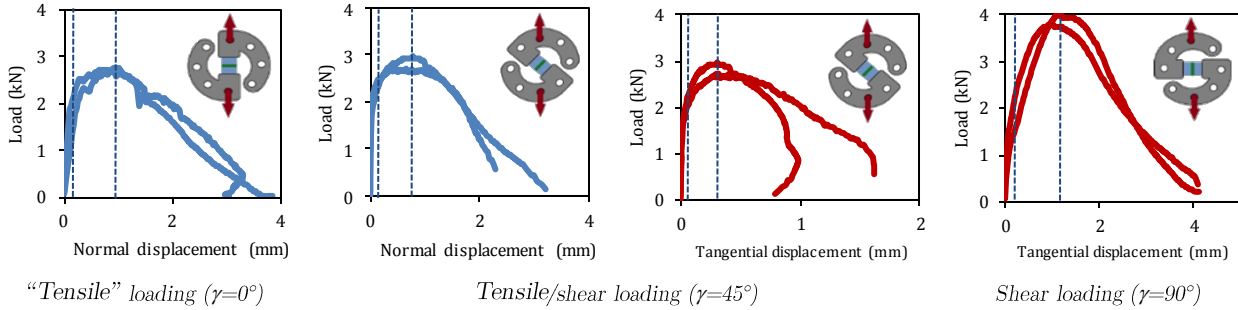 4
3
2
1
0
Load (kN)
0 2 4
Normal displacement (mm)
4
3
2
1
0
Load (kN)
0 2 4
Normal displacement (mm)
4
3
2
1
0
Load (kN)
0 1 2
Tangential displacement (mm)
4
3
2
1
0
Load (kN)
0 2 4
Tangential displacement (mm)
“Tensile” loading (γ=0°)
Tensile/shear loading (γ=45°)
Shear loading (γ=90°)